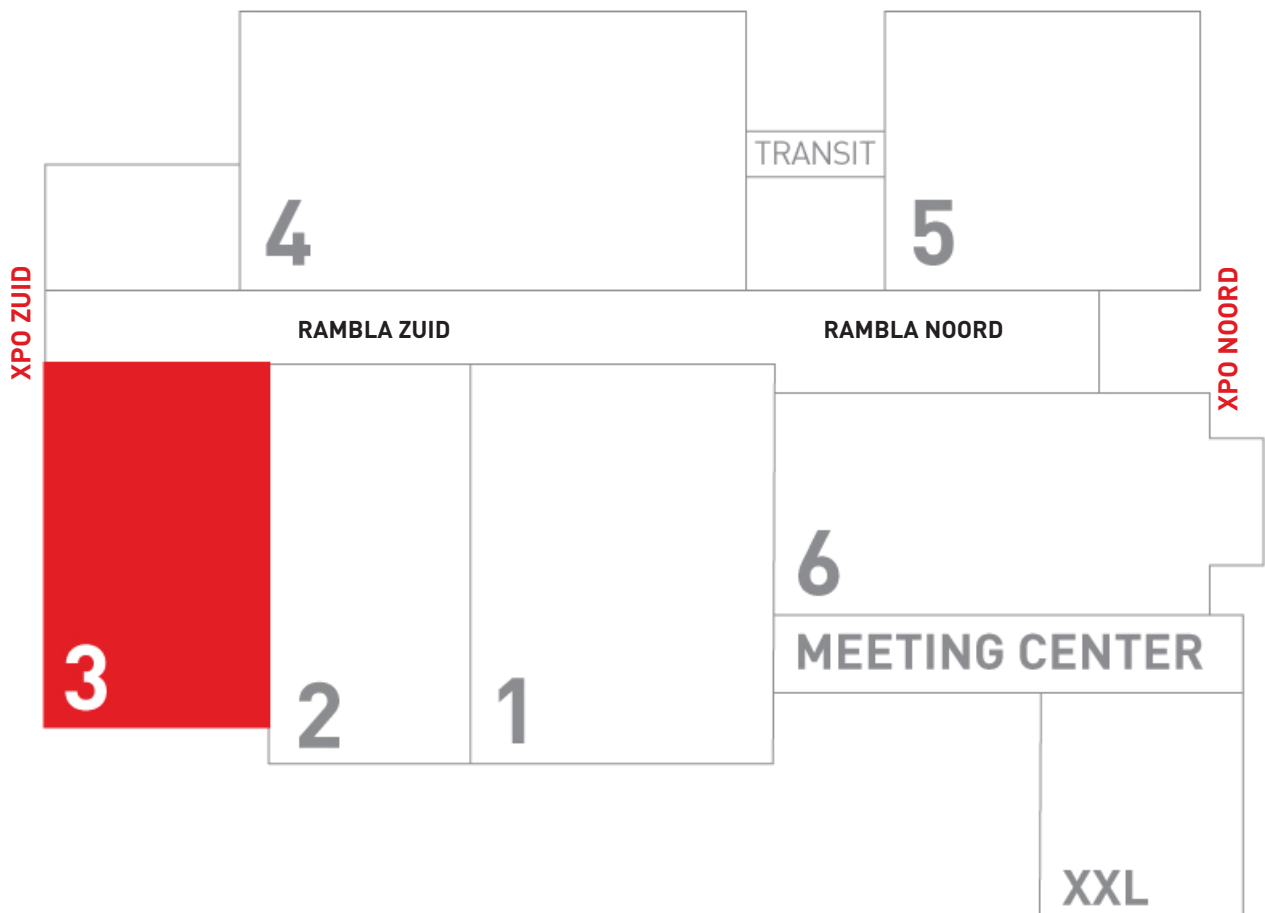 TRANSIT
4
5
XPO ZUID
RAMBLA ZUID
RAMBLA NOORD
XPO NOORD
6
MEETING CENTER
3
2
1
XXL